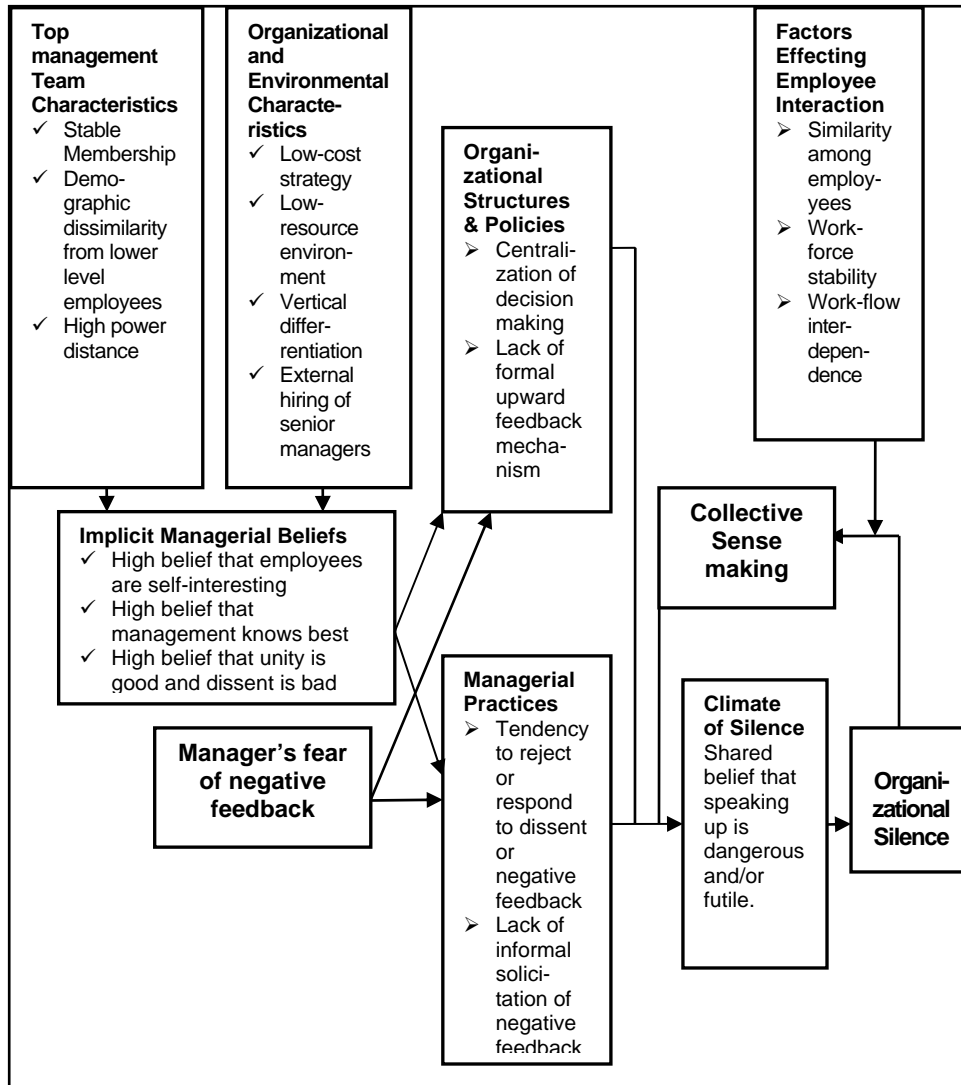 Top
management
Team
Characteristics
✓ Stable
Membership
✓ Demo-
graphic
dissimilarity
from lower
level
employees
✓ High power
distance
Organizational
and
Environmental
Characte-
ristics
✓ Low-cost
strategy
✓ Low-
resource
environ-
ment
✓ Vertical
differ-
rentiation
✓ External
hiring of
senior
managers
Organi-
zational
Structures
& Policies
➢ Centrali-
zation of
decision
making
➢ Lack of
formal
upward
feedback
mecha-
nism
Factors
Effecting
Employee
Interaction
➢ Similarity
among
employ-
yees
➢ Work-
force
stability
➢ Work-flow
inter-
depen-
dence
Implicit Managerial Beliefs
✓ High belief that employees
are self-interesting
✓ High belief that
management knows best
✓ High belief that unity is
good and dissent is bad
Collective
Sense
making
Manager’s fear
of negative
feedback
Managerial
Practices
➢ Tendency
to reject
or
respond
to dissent
or
negative
feedback
➢ Lack of
informal
solici-
tation of
negative
feedback
Climate
of Silence
Shared
belief that
speaking
up is
dangerous
and/or
futile.
Organi-
zational
Silence